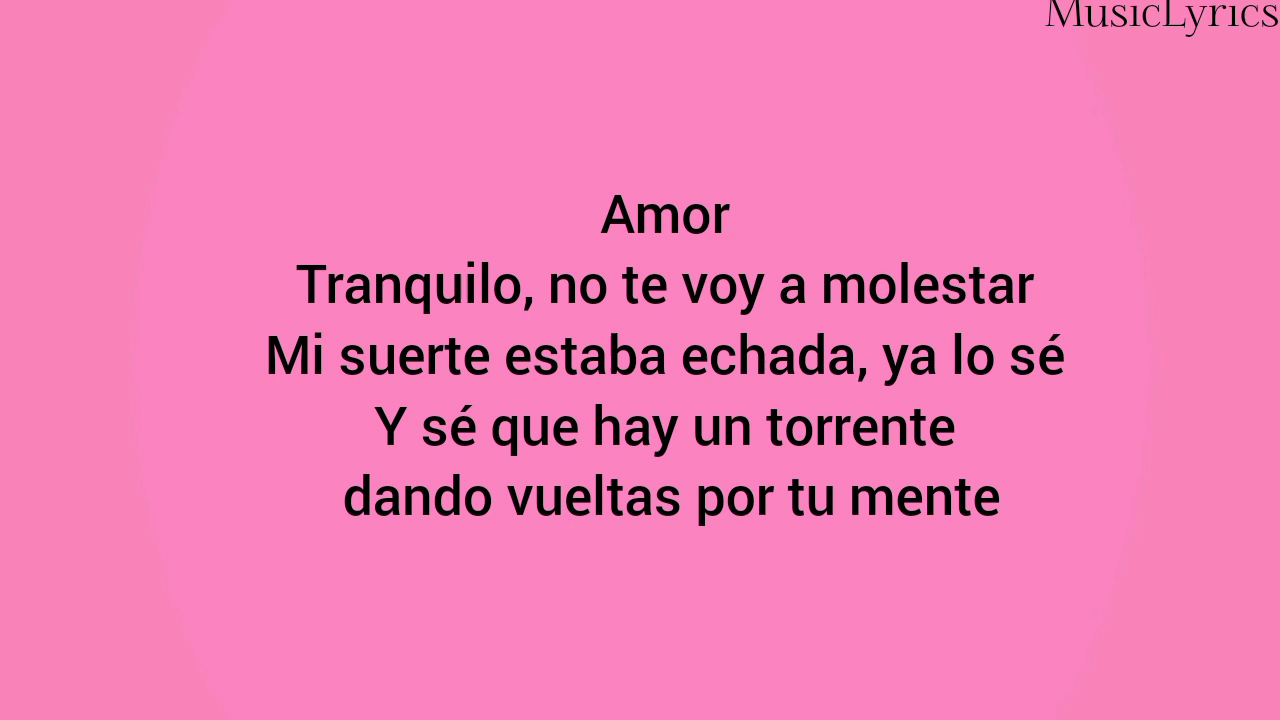 MusicLyrics
Amor
Tranquilo, no te voy a molestar
Mi suerte estaba echada, ya lo sé
Y sé que hay un torrente
dando vueltas por tu mente